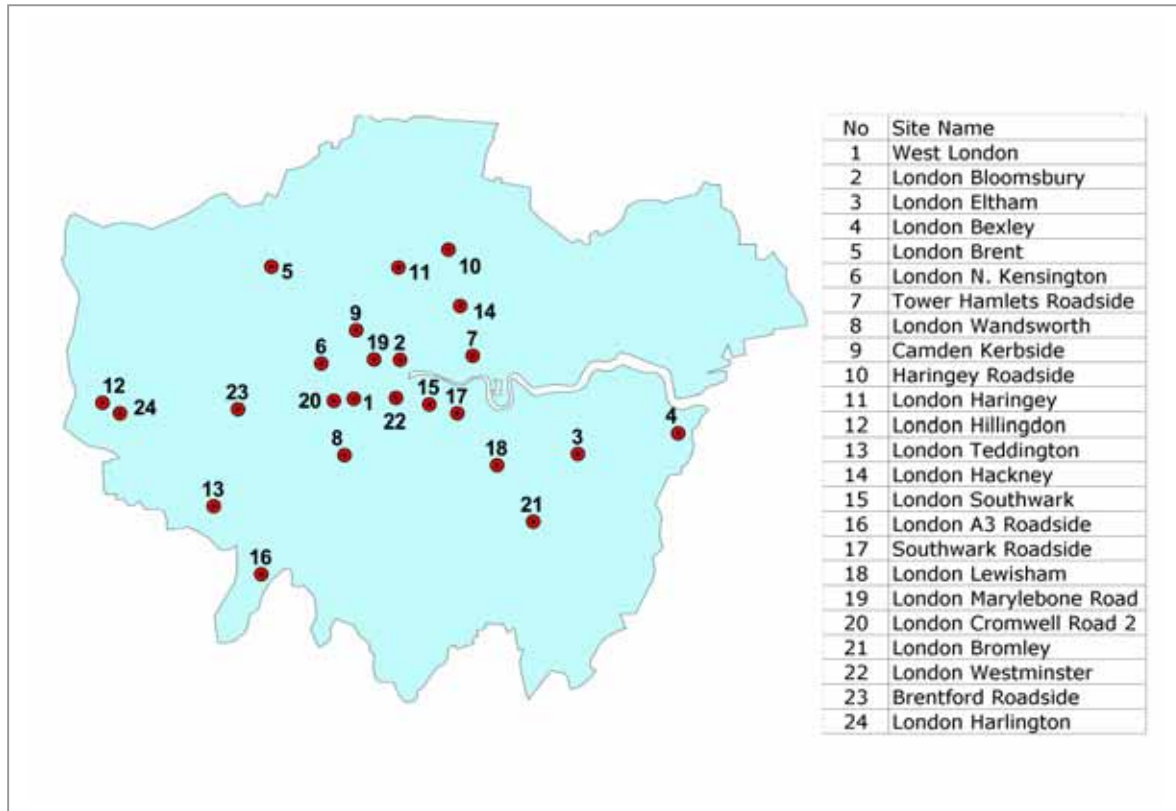 No Site Name
1 West London
2 London Bloomsbury
3 London Eltham
4 London Bexley
5 London Brent
6 London N. Kensington
7 Tower Hamlets Roadside
8 London Wandsworth
9 Camden Kerbside
10 Haringey Roadside
11 London Haringey
12 London Hillingdon
13 London Teddington
14 London Hackney
15 London Southwark
16 London A3 Roadside
17 Southwark Roadside
18 London Lewisham
19 London Marylebone Road
20 London Cromwell Road 2
21 London Bromley
22 London Westminster
23 Brentford Roadside
24 London Harlington
10
5
11
14
9
19 2
7
6
12
24
23
20
1
22
15
17
4
8
3
18
13
21
16